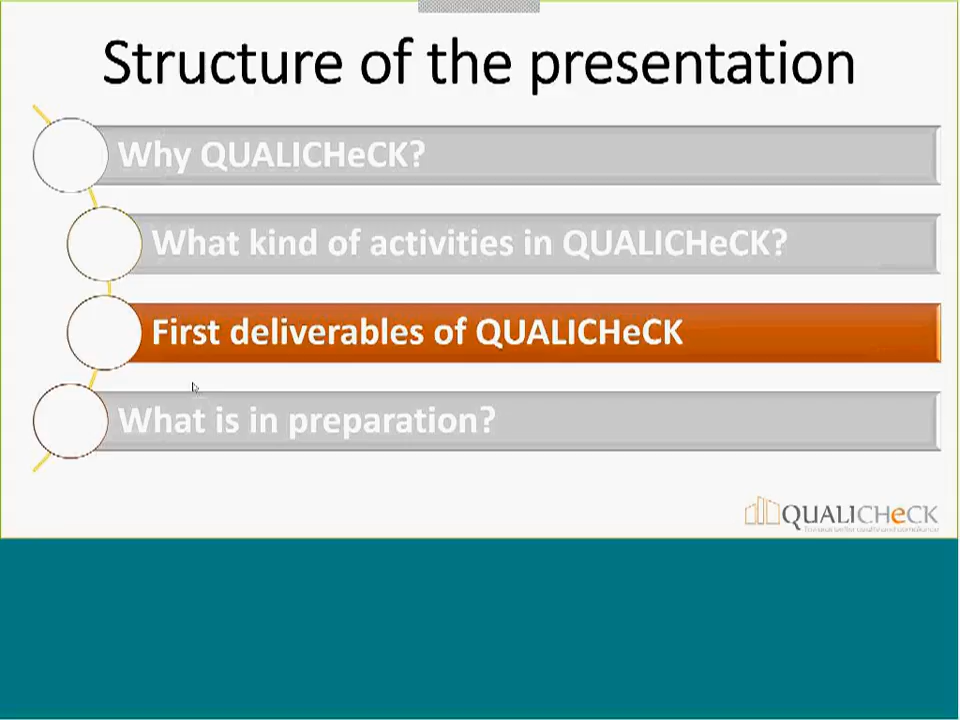 Structure of the presentation
Why QUALICHeCK?
What kind of activities in QUALICHeCK?
First deliverables of QUALICHeCK
What is in preparation?
QUALICHeCK